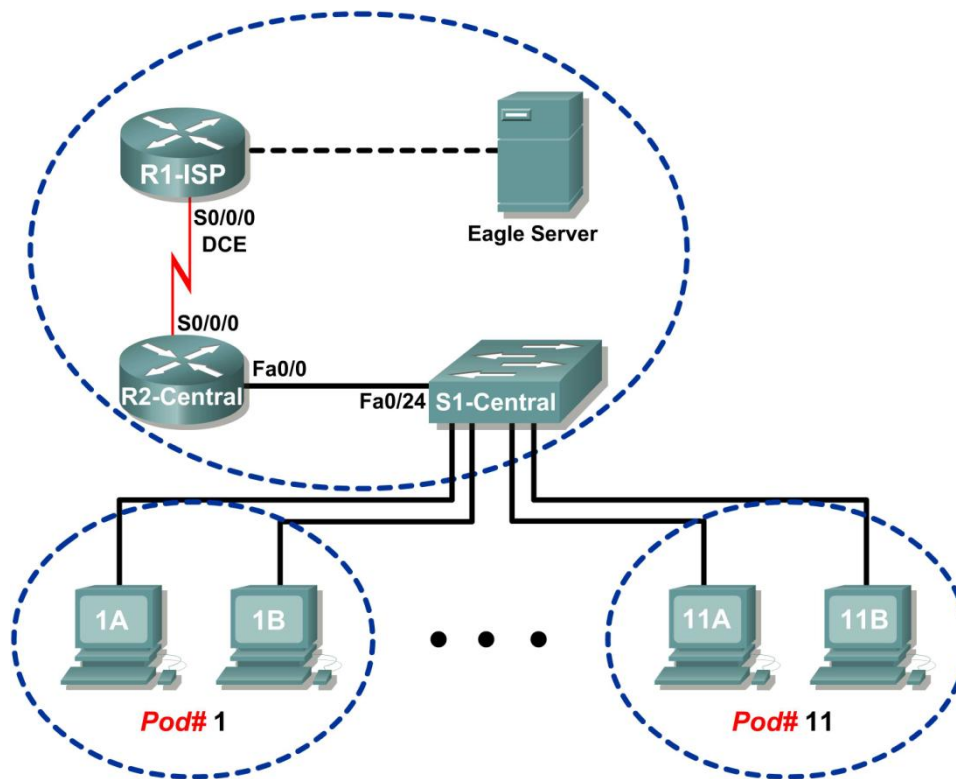 R1-ISP
S0/0/0
DCE
Eagle Server
S0/0/0
R2-Central
Fa0/0
Fa0/24
S1-Central
1A
1B
11A
11B
Pod# 1
Pod# 11